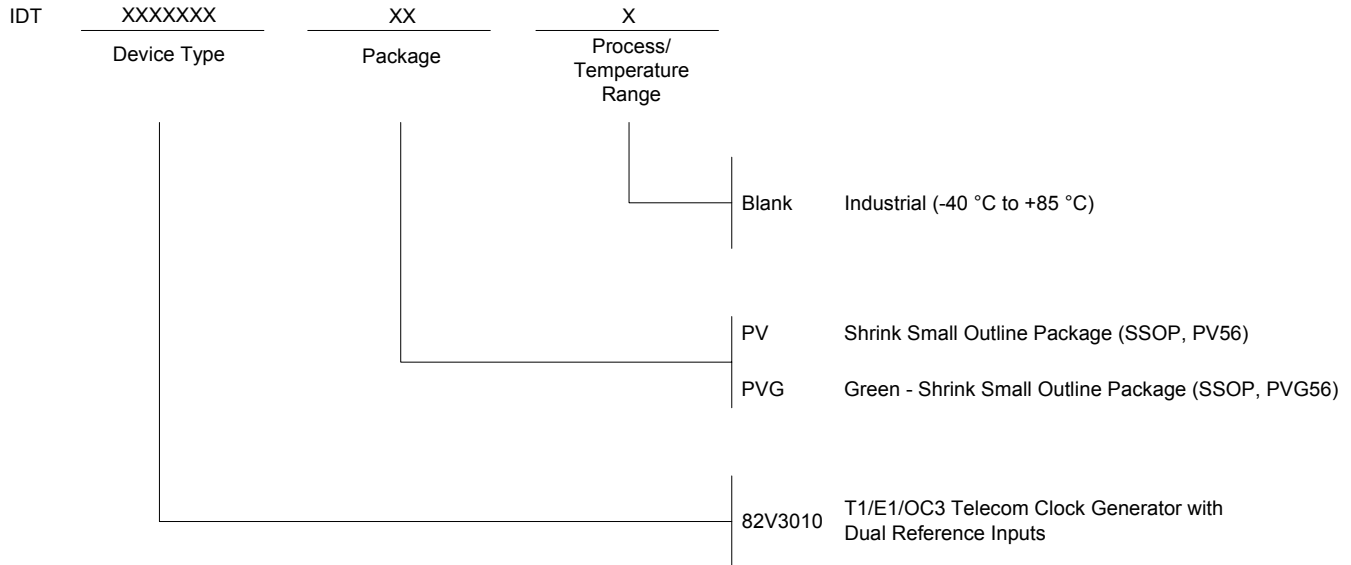 IDT XXXXXXX XX X
Device Type Package Process/
Temperature
Range
Blank Industrial (-40 °C to +85 °C)
PV Shrink Small Outline Package (SSOP, PV56)
PVG Green - Shrink Small Outline Package (SSOP, PVG56)
82V3010 T1/E1/OC3 Telecom Clock Generator with
Dual Reference Inputs